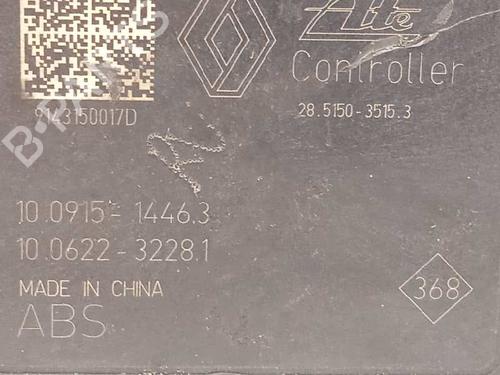 Ate
Controller
9143150017D
28.5150-3515.3
10.0915-1446.3
10.0622-3228.1
MADE IN CHINA
ABS
368